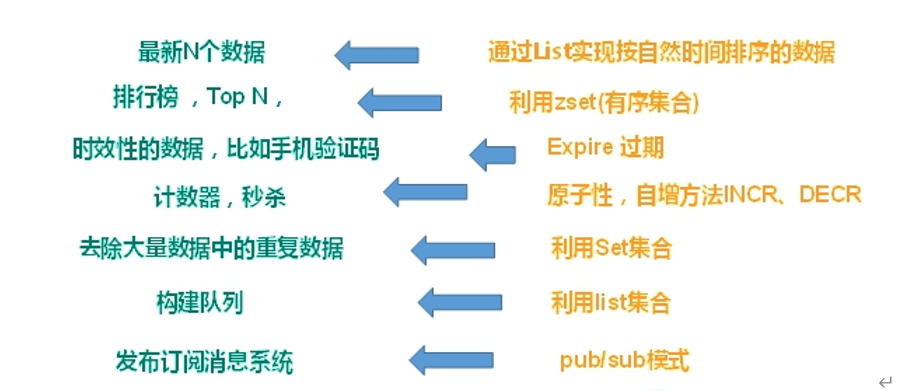 最新N个数据 通过List实现按自然时间排序的数据
排行榜，Top N， 利用zset(有序集合)
时效性的数据，比如手机验证码 Expire 过期
计数器，秒杀 原子性，自增方法INCR、DECR
去除大量数据中的重复数据 利用Set集合
构建队列 利用list集合
发布订阅消息系统 pub/sub模式